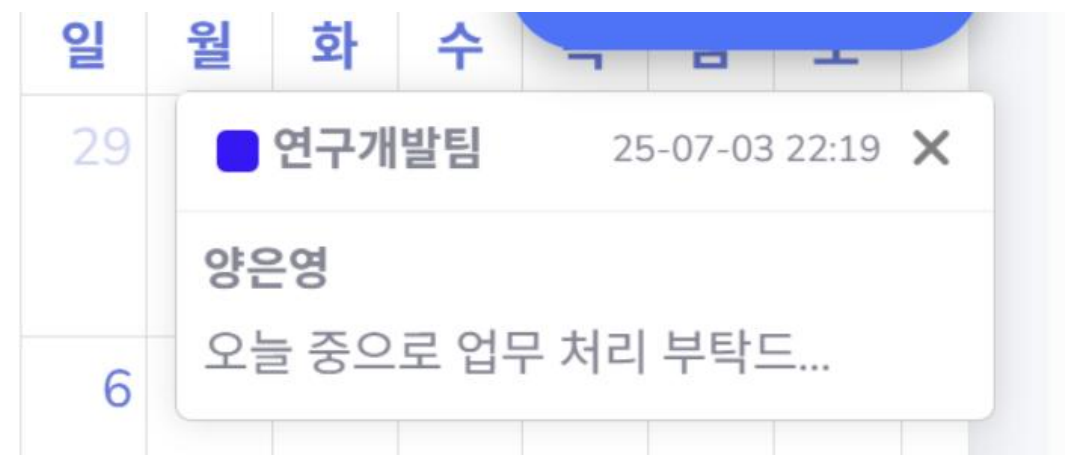 일 월 화 수
29
연구개발팀 25-07-03 22:19
양은영
오늘 중으로 업무 처리 부탁드...
6